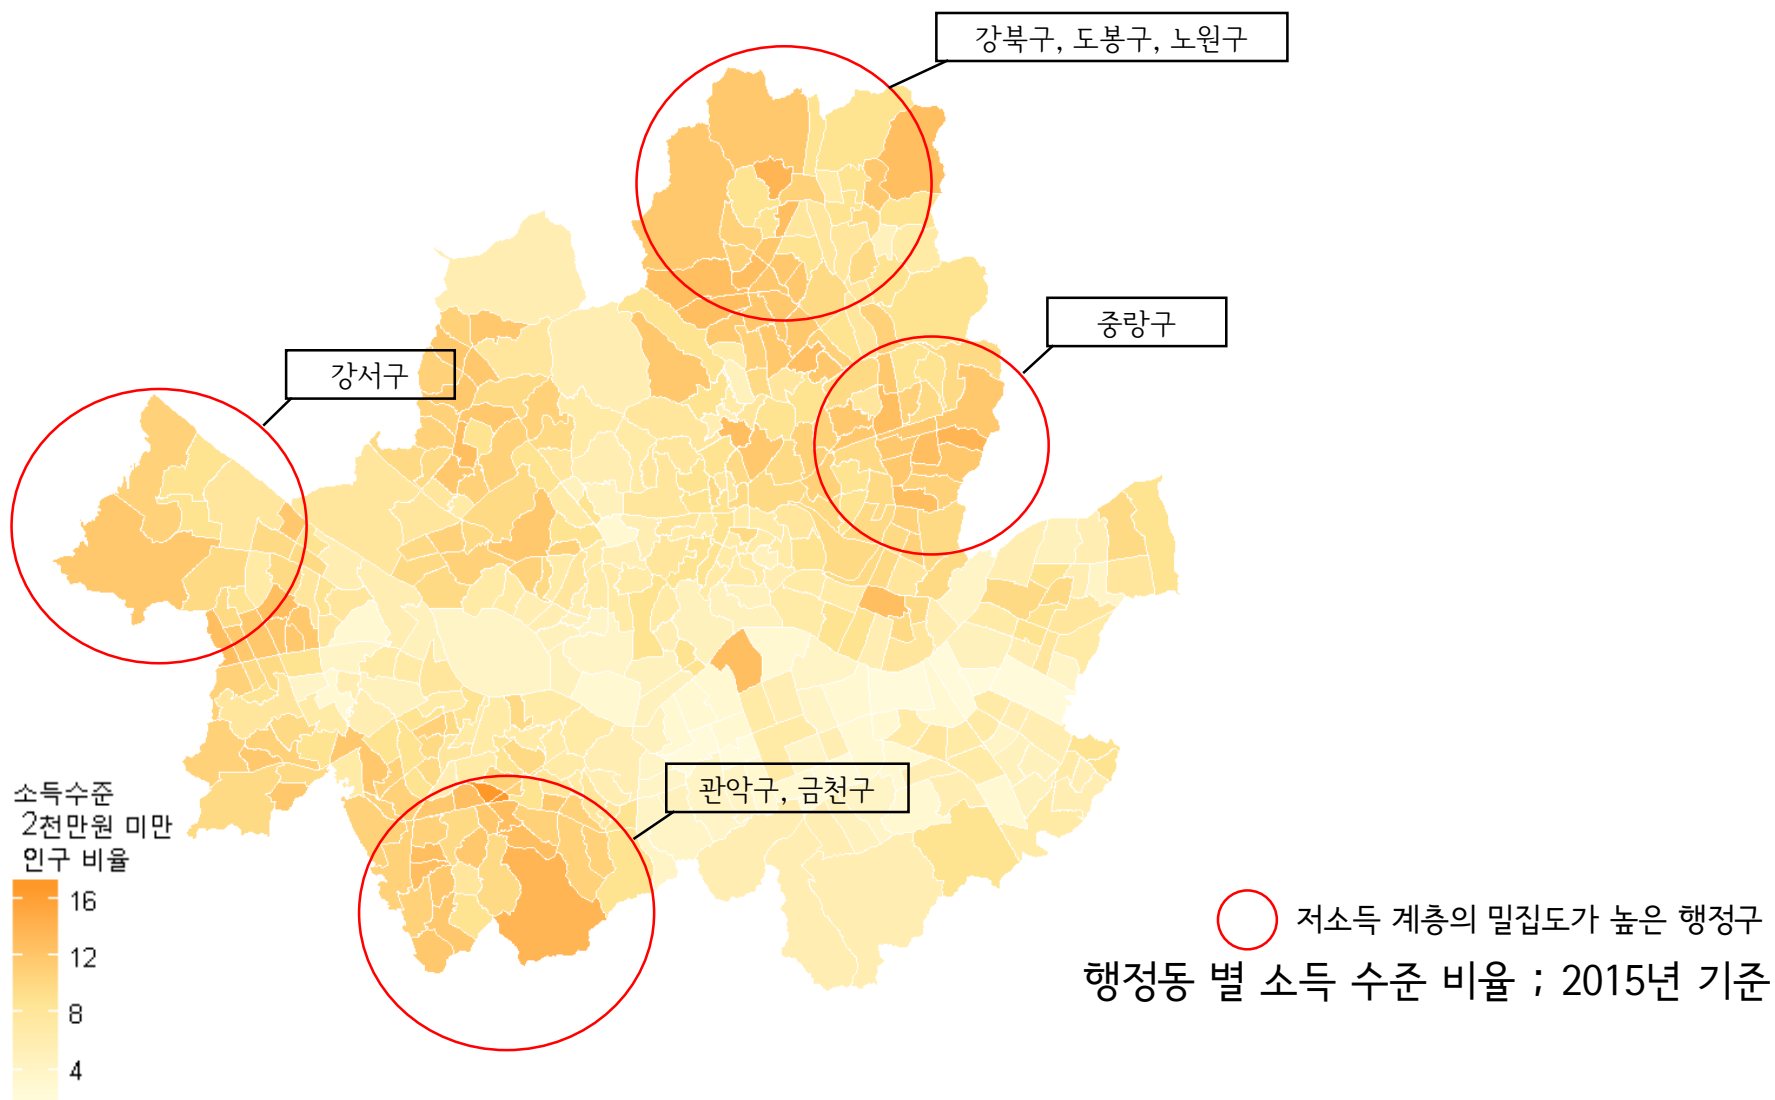 강북구, 도봉구, 노원구
중랑구
강서구
관악구, 금천구
소득수준
2천만원 미만
인구 비율
16
12
8
4
저소득 계층의 밀집도가 높은 행정구
행정동 별 소득 수준 비율 ; 2015년 기준